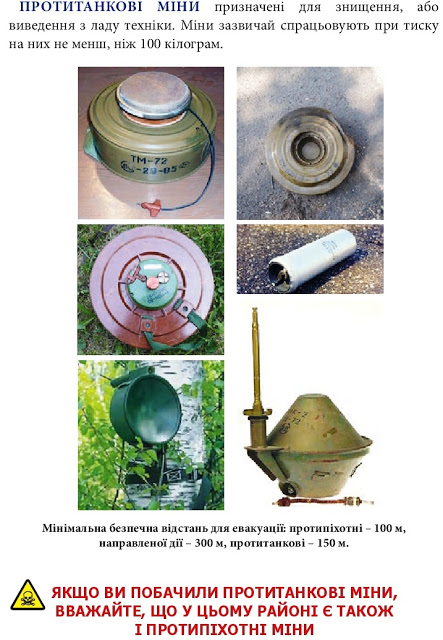 ПРОТИТАНКОВІ МІНИ призначені для знищення, або
виведення з ладу техніки. Міни зазвичай спрацьовують при тиску
на них не менш, ніж 100 кілограм.
ТМ-72
Мінімальна безпечна відстань для евакуації: протипіхотні – 100 м,
направленої дії – 300 м, протитанкові – 150 м.
ЯКЩО ВИ ПОБАЧИЛИ ПРОТИТАНКОВІ МІНИ,
ВВАЖАЙТЕ, ЩО У ЦЬОМУ РАЙОНІ Є ТАКОЖ
І ПРОТИПІХОТНІ МІНИ